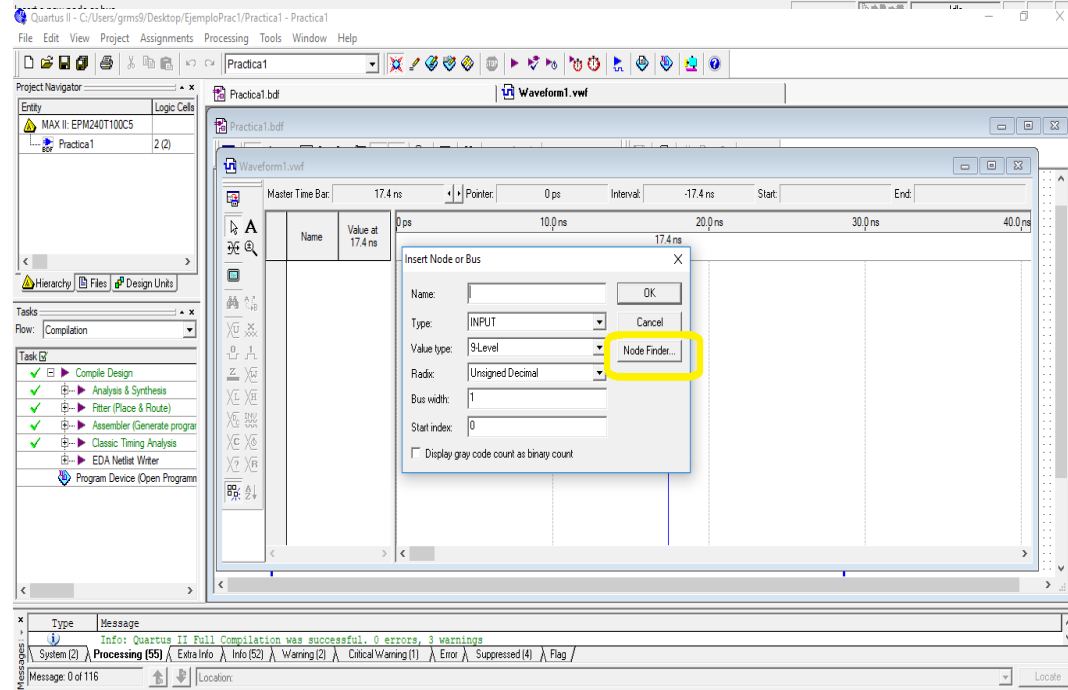 Quartus II - C:/Users/grms9/Desktop/EjemploPrac1/Practica1 - Practica1
File Edit View Project Assignments Processing Tools Window Help
Practica1
Project Navigator
Entity Logic Cells
MAX II: EPM240T100C5
Practica1 2 (2)
Hierarchy Files Design Units
Tasks
Flow: Compilation
Task
Compile Design
Analysis & Synthesis
Fitter (Place & Route)
Assembler (Generate program
Classic Timing Analysis
EDA Netlist Writer
Program Device (Open Programm
Practica1.bdf Waveform1.vwf
Practica1.bdf
Waveform1.vwf
Master Time Bar: 17.4 ns Pointer: 0 ps Interval: -17.4 ns Start: End:
Name Value at 0 ps 10.0 ns 20.0 ns 30.0 ns 40.0 ns
17.4 ns 17.4 ns
Insert Node or Bus
Name: OK
Type: INPUT Cancel
Value type: 9-Level Node Finder...
Radix: Unsigned Decimal
Bus width: 1
Start index: 0
Display gray code count as binary count
Type Message
Info: Quartus II Full Compilation was successful. 0 errors, 3 warnings
System (2) Processing (55) Extra Info Info (52) Warning (2) Critical Warning (1) Error Suppressed (4) Flag
Messages
Message: 0 of 116 Location: Locate